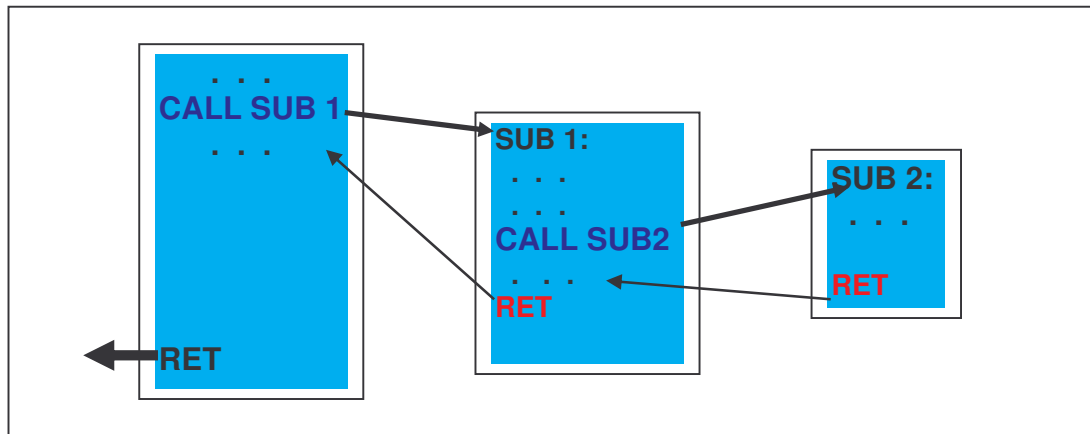 . . .
CALL SUB 1
. . .
RET
SUB 1:
. . .
. . .
CALL SUB2
. . .
RET
SUB 2:
. . .
RET